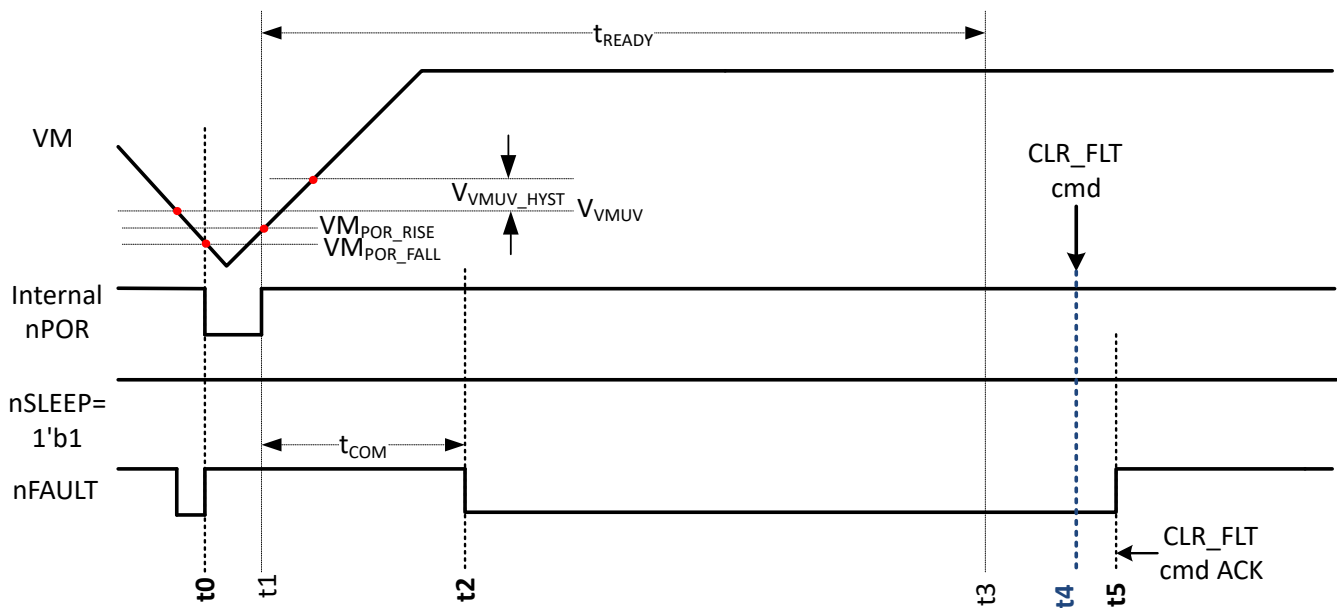 tREADY
VM
CLR_FLT
cmd
VVMUV_HYST
VVMUV
VMPOR_RISE
VMPOR_FALL
Internal
nPOR
nSLEEP=
1'b1
tCOM
nFAULT
CLR_FLT
cmd ACK
t0
t1
t2
t3
t4
t5